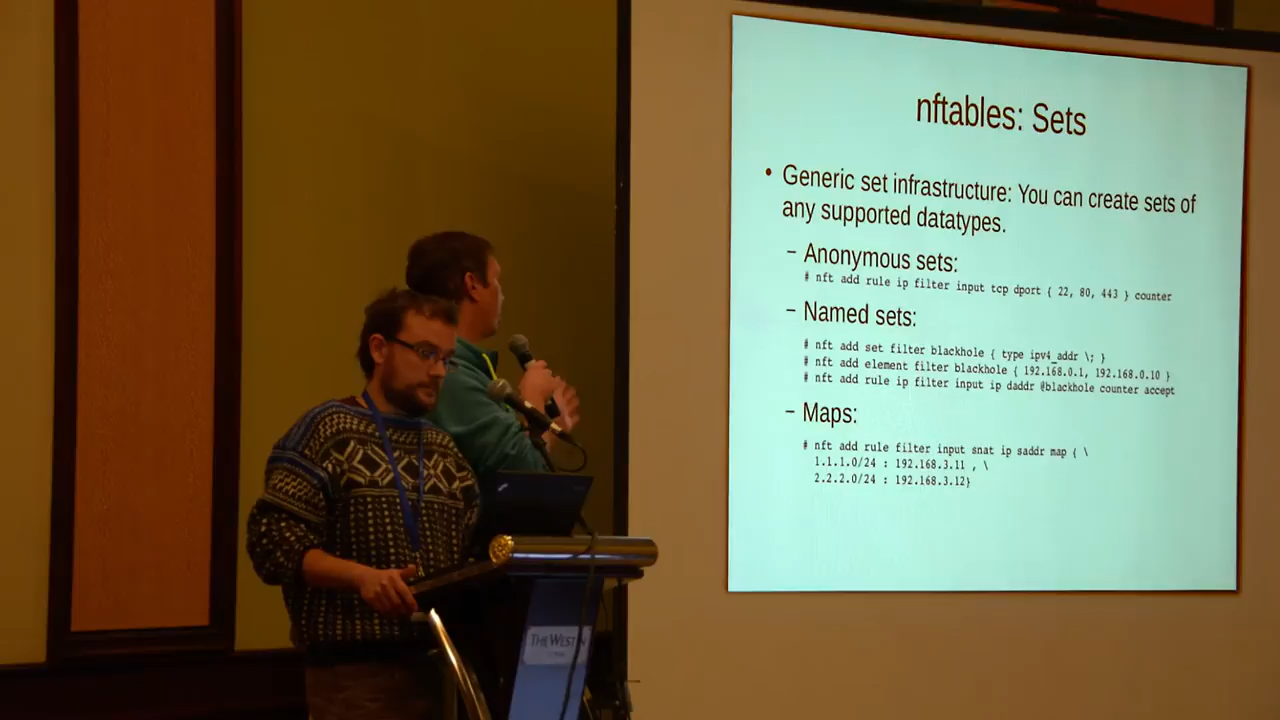 nftables: Sets
• Generic set infrastructure: You can create sets of
any supported datatypes.
– Anonymous sets:
# nft add rule ip filter input tcp dport { 22, 80, 443 } counter
– Named sets:
# nft add set filter blackhole { type ipv4_addr \; }
# nft add element filter blackhole { 192.168.0.1, 192.168.0.10 }
# nft add rule ip filter input ip daddr @blackhole counter accept
– Maps:
# nft add rule filter input snat ip saddr map { \
1.1.1.0/24 : 192.168.3.11 , \
2.2.2.0/24 : 192.168.3.12}
THE WESTIN